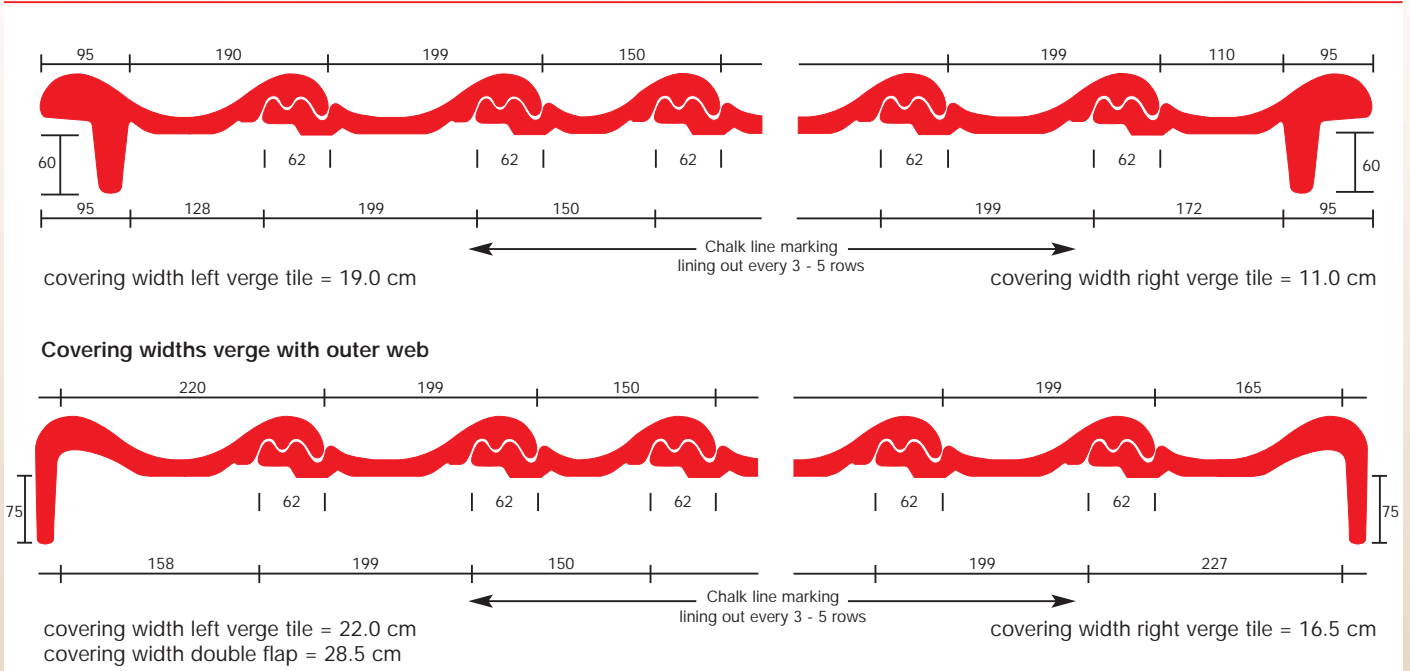 95 190 199 150 199 110 95
60 62 62 62 62 62 60
95 128 199 150 199 172 95
Chalk line marking
lining out every 3 - 5 rows
covering width left verge tile = 19.0 cm
covering width right verge tile = 11.0 cm
Covering widths verge with outer web
220 199 150 199 165
75 62 62 62 62 62 75
158 199 150 199 227
Chalk line marking
lining out every 3 - 5 rows
covering width left verge tile = 22.0 cm
covering width right verge tile = 16.5 cm
covering width double flap = 28.5 cm